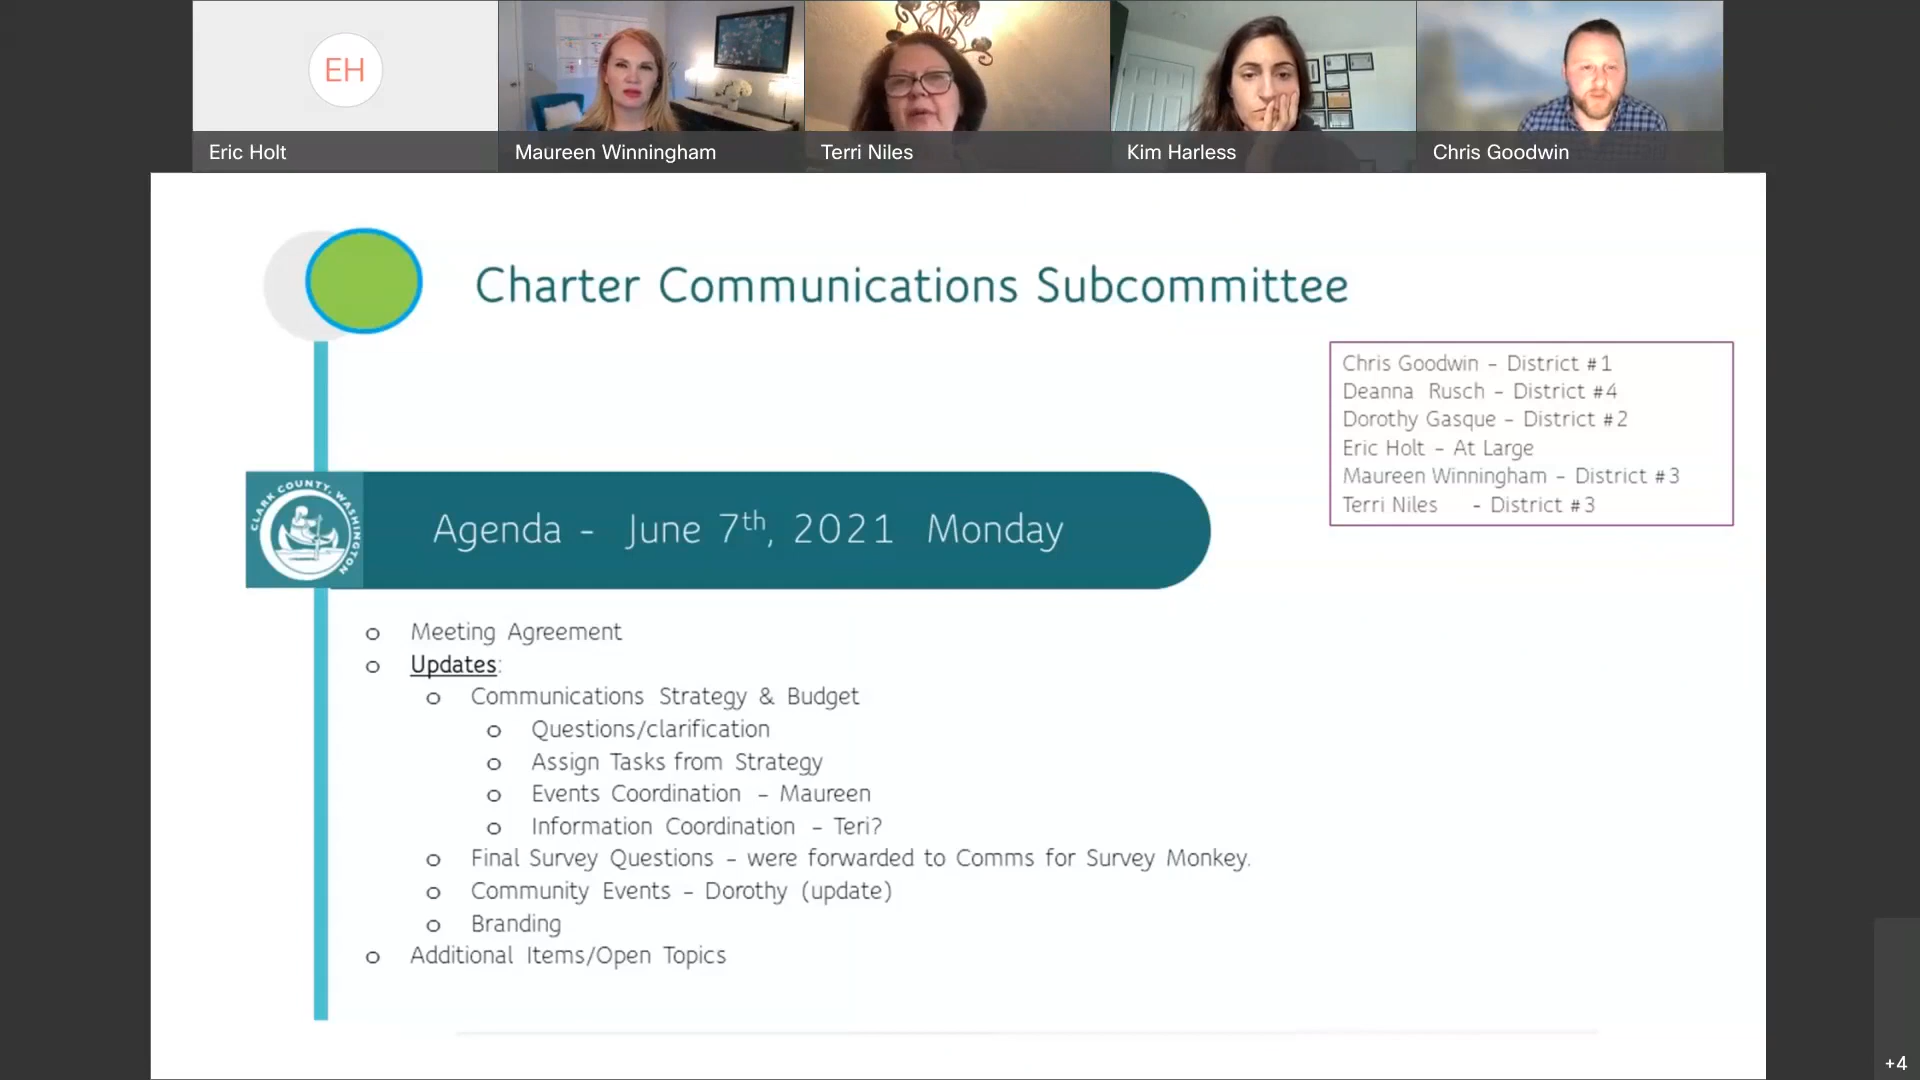 EH
Eric Holt
Maureen Winningham
Terri Niles
Kim Harless
Chris Goodwin
Charter Communications Subcommittee
Chris Goodwin – District #1
Deanna Rusch – District #4
Dorothy Gasque – District #2
Eric Holt – At Large
Maureen Winningham – District #3
Terri Niles - District #3
CLARK COUNTY, WASHINGTON
Agenda - June 7th, 2021 Monday
o Meeting Agreement
o Updates:
o Communications Strategy & Budget
o Questions/clarification
o Assign Tasks from Strategy
o Events Coordination – Maureen
o Information Coordination – Teri?
o Final Survey Questions – were forwarded to Comms for Survey Monkey.
o Community Events – Dorothy (update)
o Branding
o Additional Items/Open Topics
+4